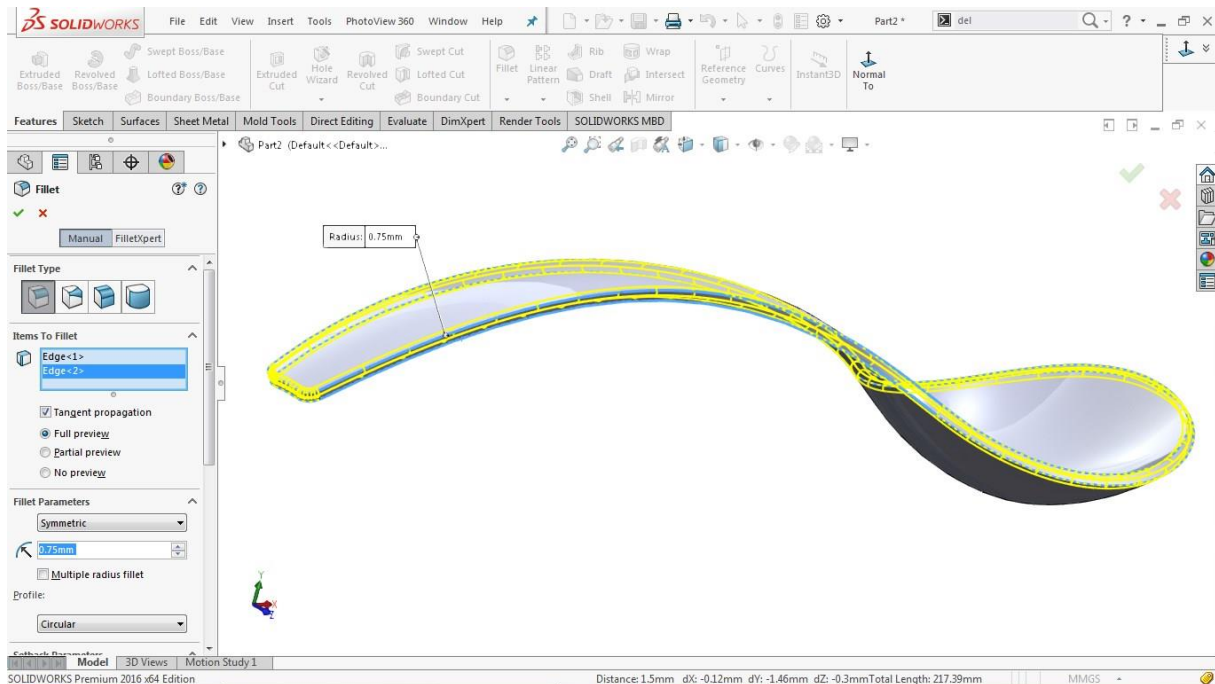 SOLIDWORKS File Edit View Insert Tools PhotoView 360 Window Help Part2 * del
Extruded Boss/Base
Revolved Boss/Base
Swept Boss/Base
Lofted Boss/Base
Boundary Boss/Base
Extruded Cut
Hole Wizard
Revolved Cut
Swept Cut
Lofted Cut
Boundary Cut
Fillet
Linear Pattern
Rib
Draft
Shell
Wrap
Intersect
Mirror
Reference Geometry
Curves
Instant3D
Normal To
Features Sketch Surfaces Sheet Metal Mold Tools Direct Editing Evaluate DimXpert Render Tools SOLIDWORKS MBD
Part2 (Default<<Default>...
Fillet
Manual FilletXpert
Fillet Type
Items To Fillet
Edge<1>
Edge<2>
Tangent propagation
Full preview
Partial preview
No preview
Fillet Parameters
Symmetric
0.75mm
Multiple radius fillet
Profile:
Circular
Setback Parameters
Radius: 0.75mm
Y
X
Z
Model 3D Views Motion Study 1
SOLIDWORKS Premium 2016 x64 Edition
Distance: 1.5mm dX: -0.12mm dY: -1.46mm dZ: -0.3mmTotal Length: 217.39mm MMGS